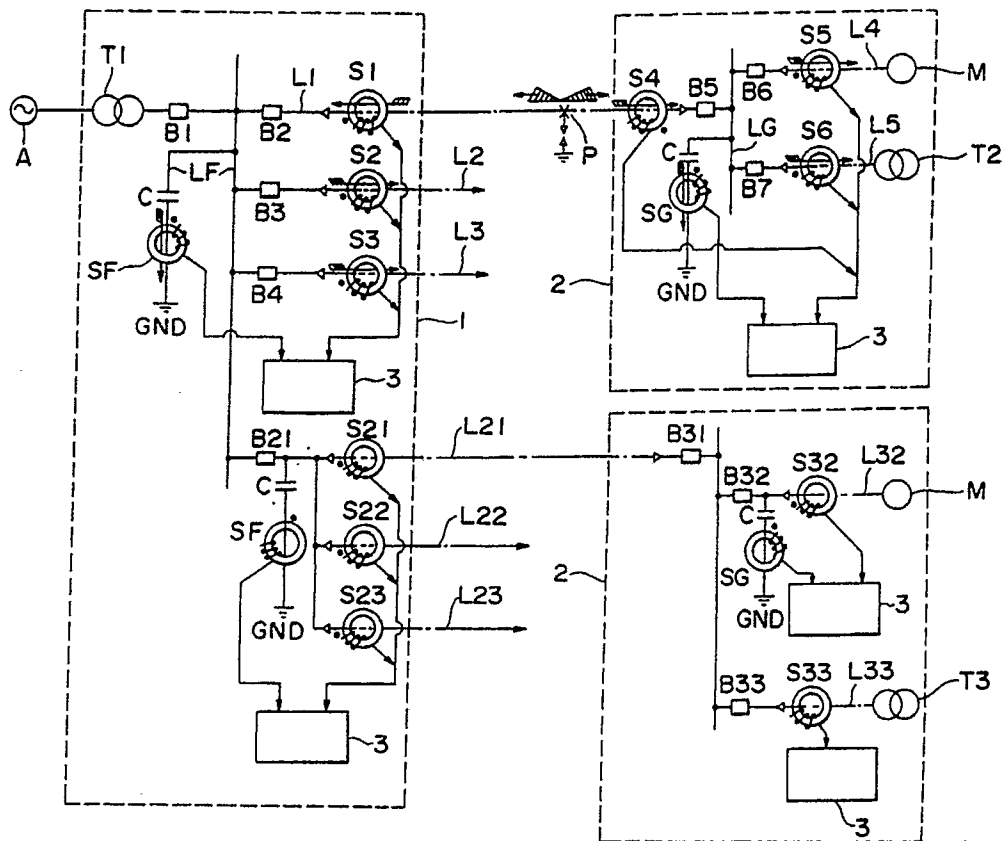 T1
A
B1
B2
L1
S1
LF
C
S2
L2
B3
SF
S3
L3
B4
GND
1
3
P
S4
B5
LG
B6
S5
L4
M
C
S6
L5
B7
T2
SG
GND
2
3
B21
S21
L21
C
SF
S22
L22
S23
L23
GND
3
B31
B32
S32
L32
M
C
SG
2
GND
3
B33
S33
L33
T3
3